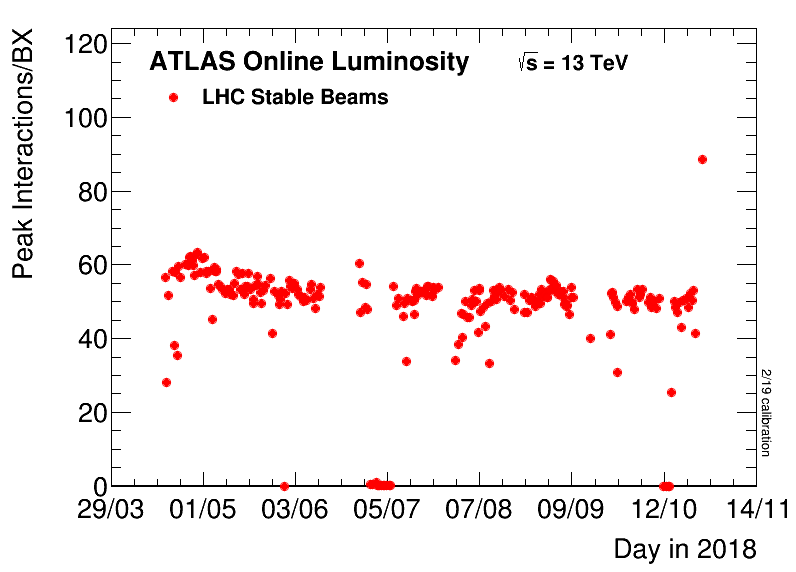 Peak Interactions/BX
120
100
80
60
40
20
0
ATLAS Online Luminosity
√s = 13 TeV
LHC Stable Beams
2/19 calibration
29/03 01/05 03/06 05/07 07/08 09/09 12/10 14/11
Day in 2018